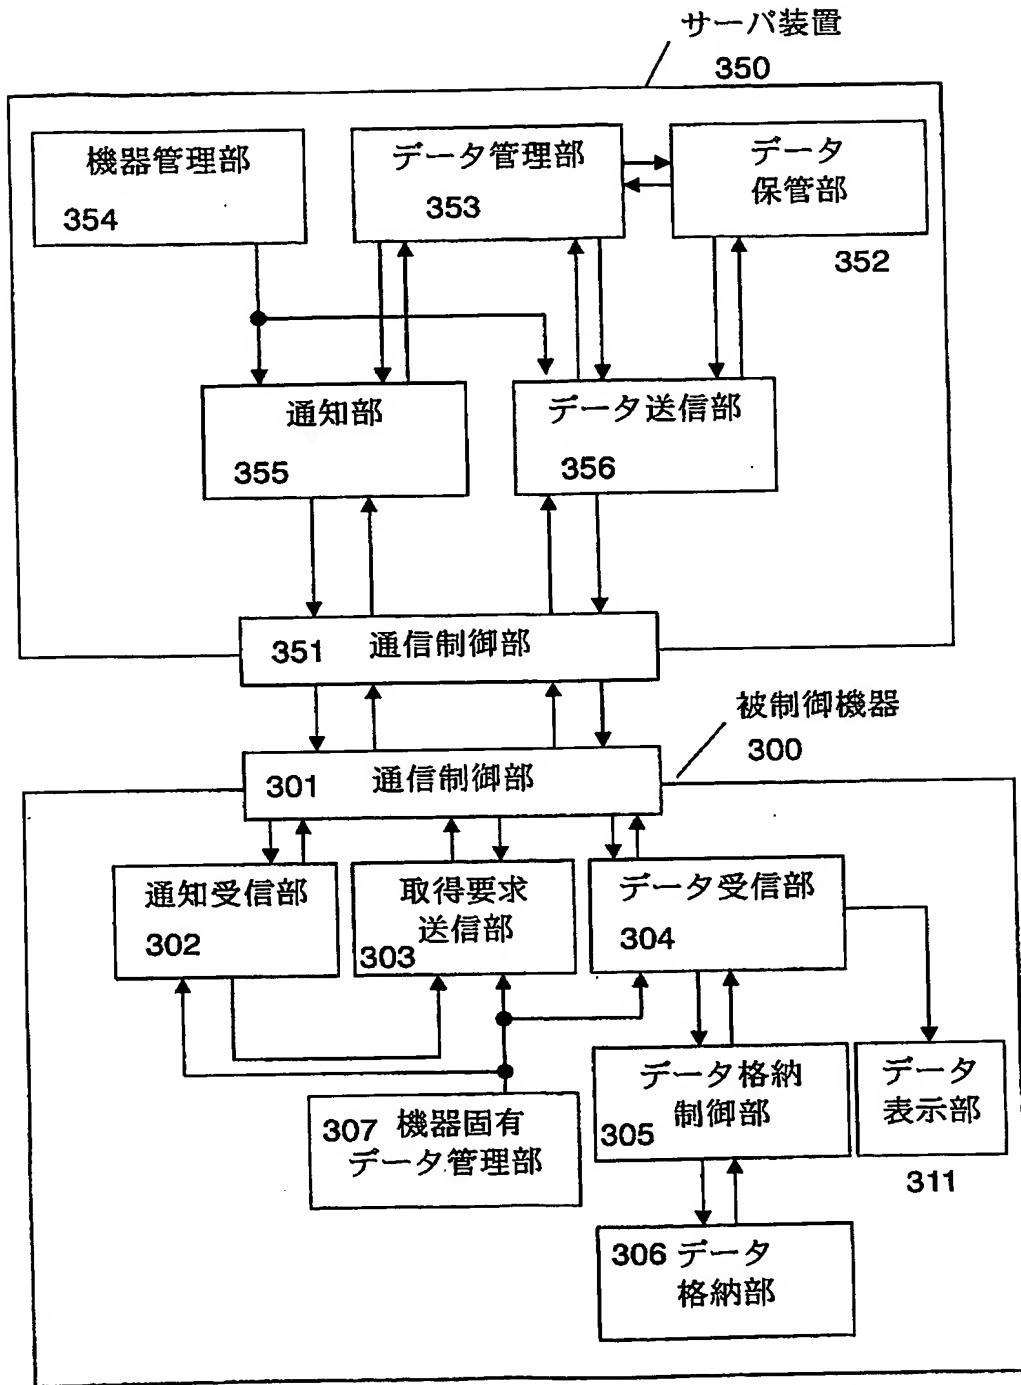 サーバ装置
350
機器管理部
354
データ管理部
353
データ
保管部
352
通知部
355
データ送信部
356
351 通信制御部
被制御機器
300
301 通信制御部
通知受信部
302
取得要求
送信部
303
データ受信部
304
データ格納
制御部
305
データ
表示部
311
307 機器固有
データ管理部
306 データ
格納部